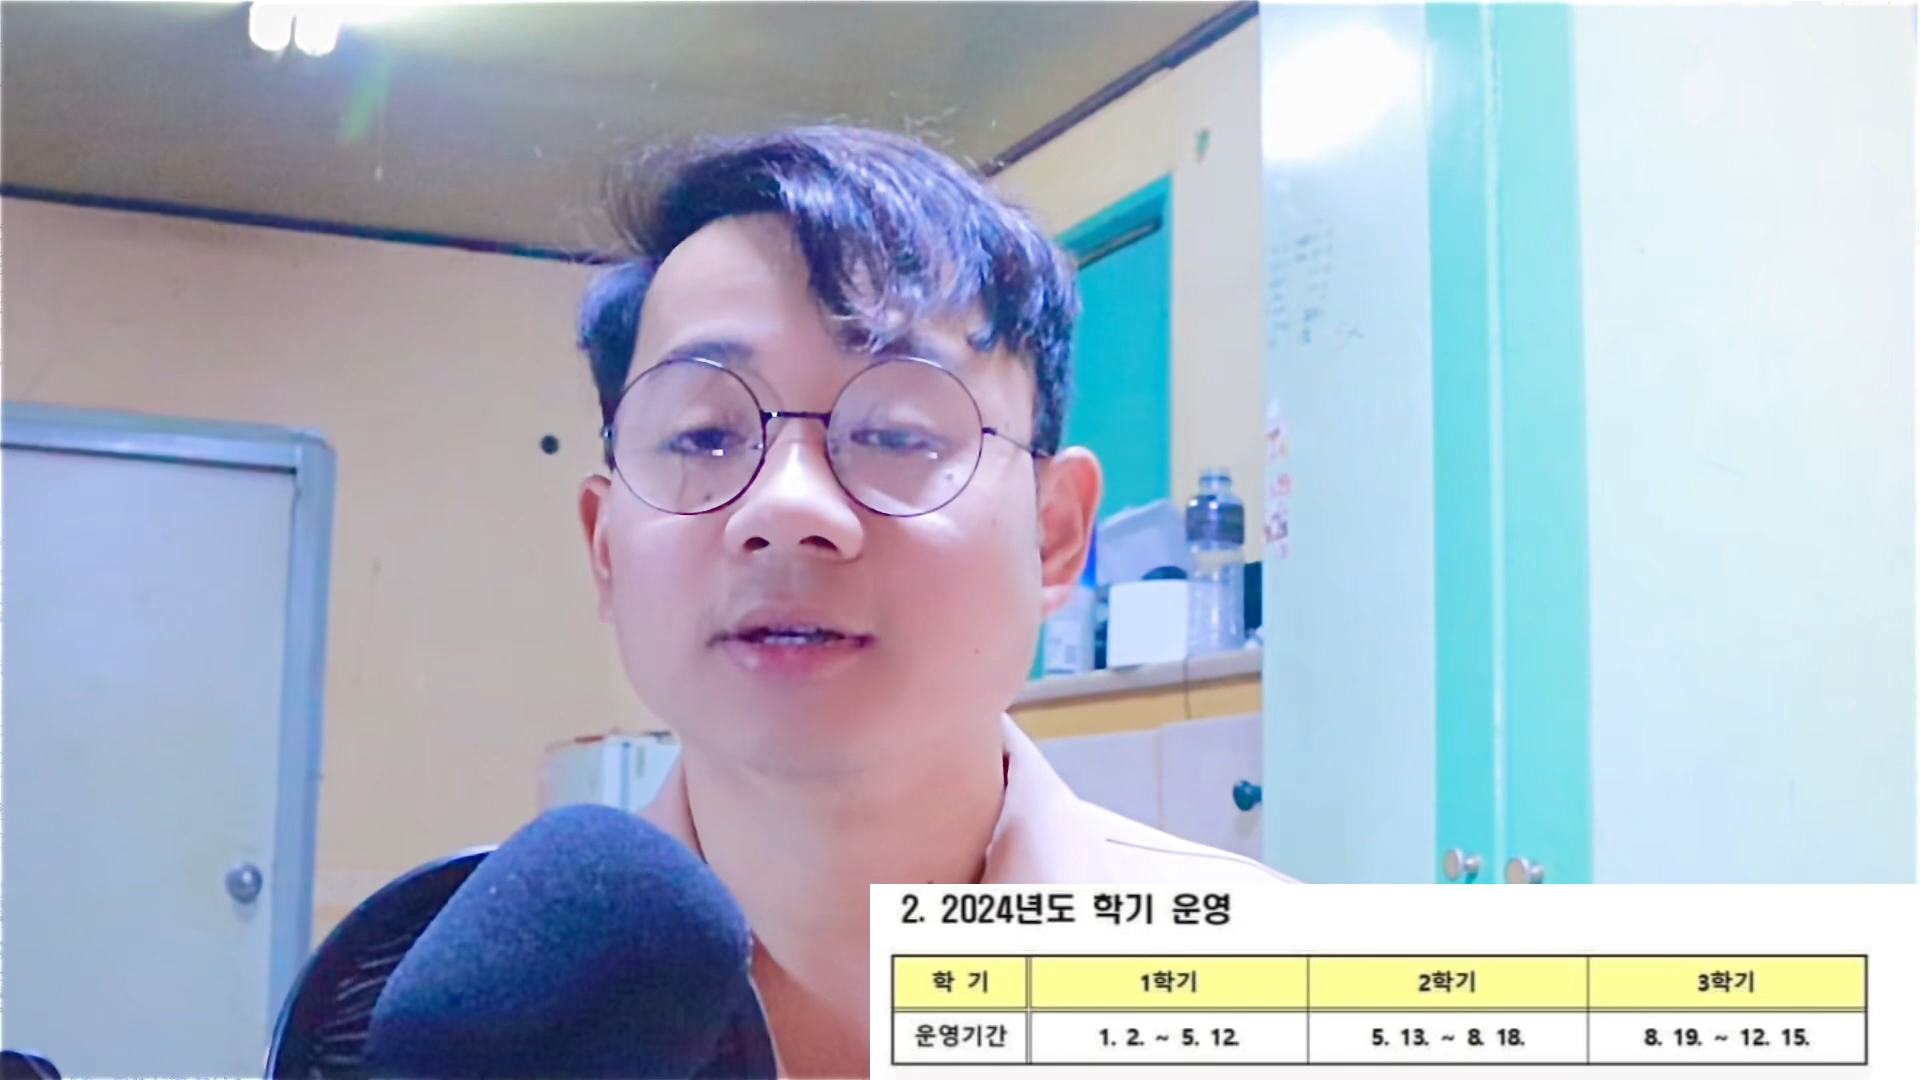 2. 2024년도 학기 운영
학 기 1학기 2학기 3학기
운영기간 1. 2. ~ 5. 12. 5. 13. ~ 8. 18. 8. 19. ~ 12. 15.